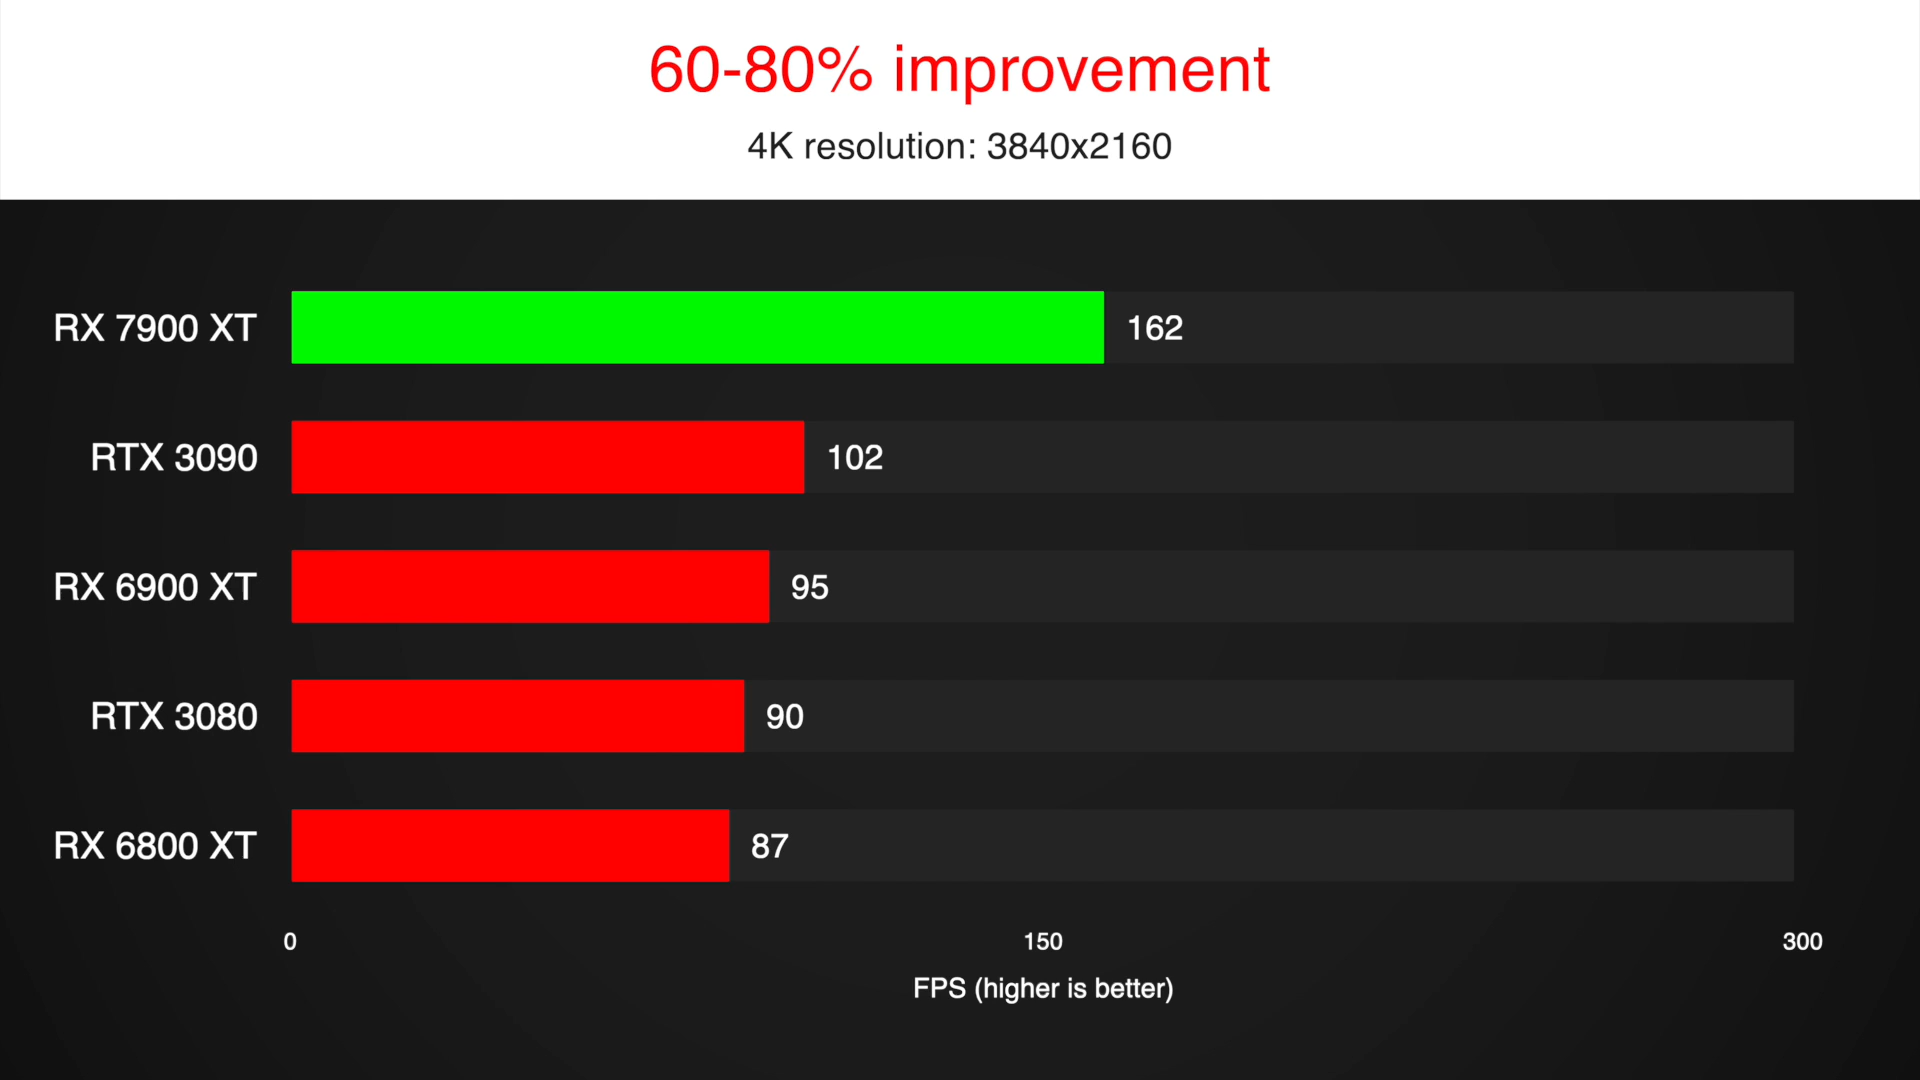 60-80% improvement
4K resolution: 3840x2160
RX 7900 XT 162
RTX 3090 102
RX 6900 XT 95
RTX 3080 90
RX 6800 XT 87
0 150 300
FPS (higher is better)